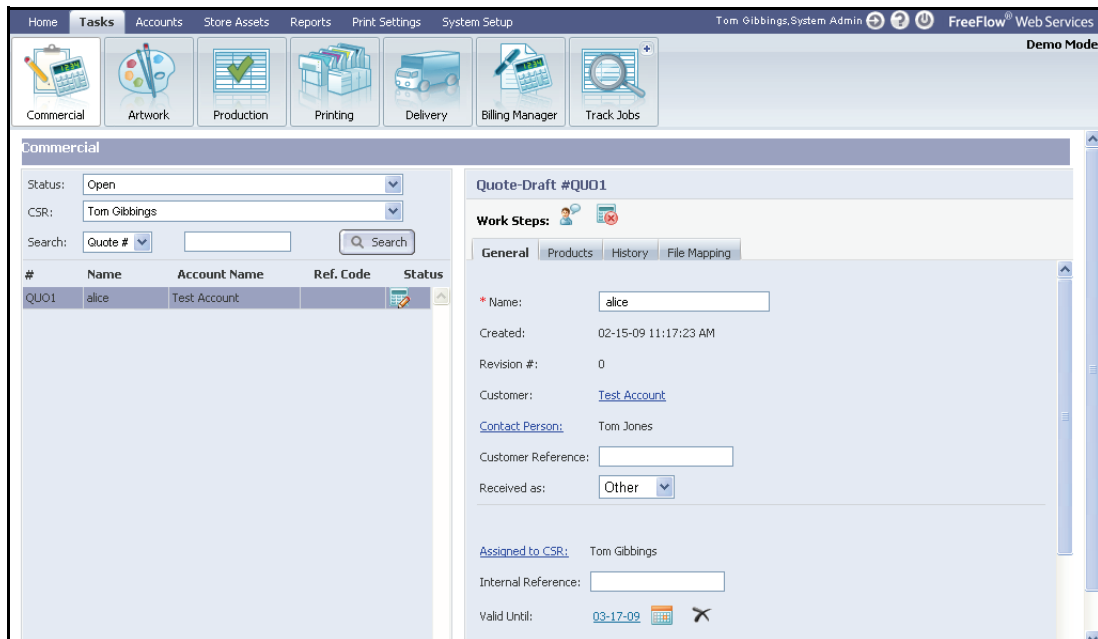 Home Tasks Accounts Store Assets Reports Print Settings System Setup Tom Gibbings,System Admin FreeFlow® Web Services
Demo Mode
Commercial Artwork Production Printing Delivery Billing Manager Track Jobs
Commercial
Status: Open
CSR: Tom Gibbings
Search: Quote # Search
# Name Account Name Ref. Code Status
QUO1 alice Test Account
Quote-Draft #QUO1
Work Steps:
General Products History File Mapping
* Name: alice
Created: 02-15-09 11:17:23 AM
Revision #: 0
Customer: Test Account
Contact Person: Tom Jones
Customer Reference:
Received as: Other
Assigned to CSR: Tom Gibbings
Internal Reference:
Valid Until: 03-17-09